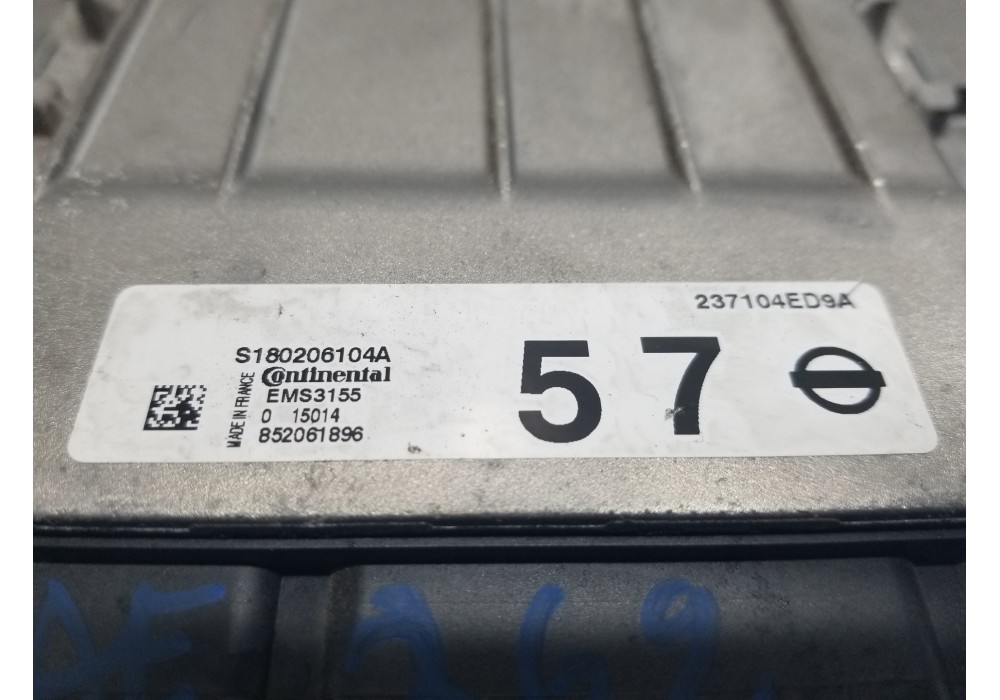 237104ED9A
S180206104A
Continental
EMS3155
0 15014
852061896
MADE IN FRANCE
57